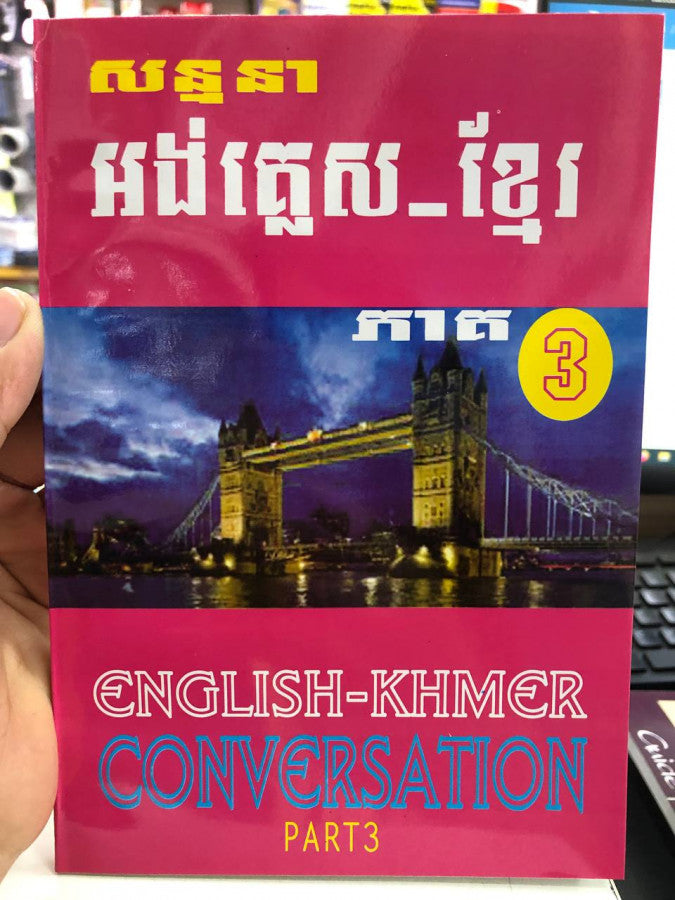 សន្ទនា
អង់គ្លេស-ខ្មែរ
ភាគ 3
ENGLISH-KHMER
CONVERSATION
PART3
Guide